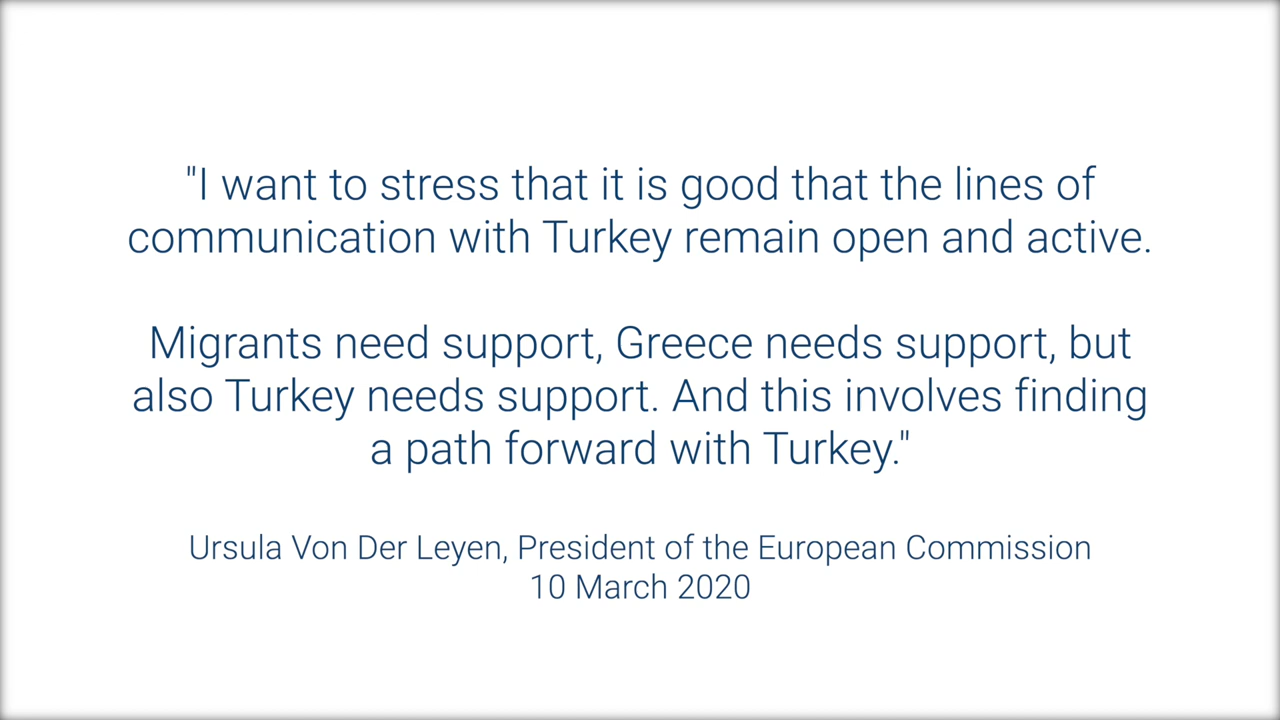 "I want to stress that it is good that the lines of
communication with Turkey remain open and active.
Migrants need support, Greece needs support, but
also Turkey needs support. And this involves finding
a path forward with Turkey."
Ursula Von Der Leyen, President of the European Commission
10 March 2020